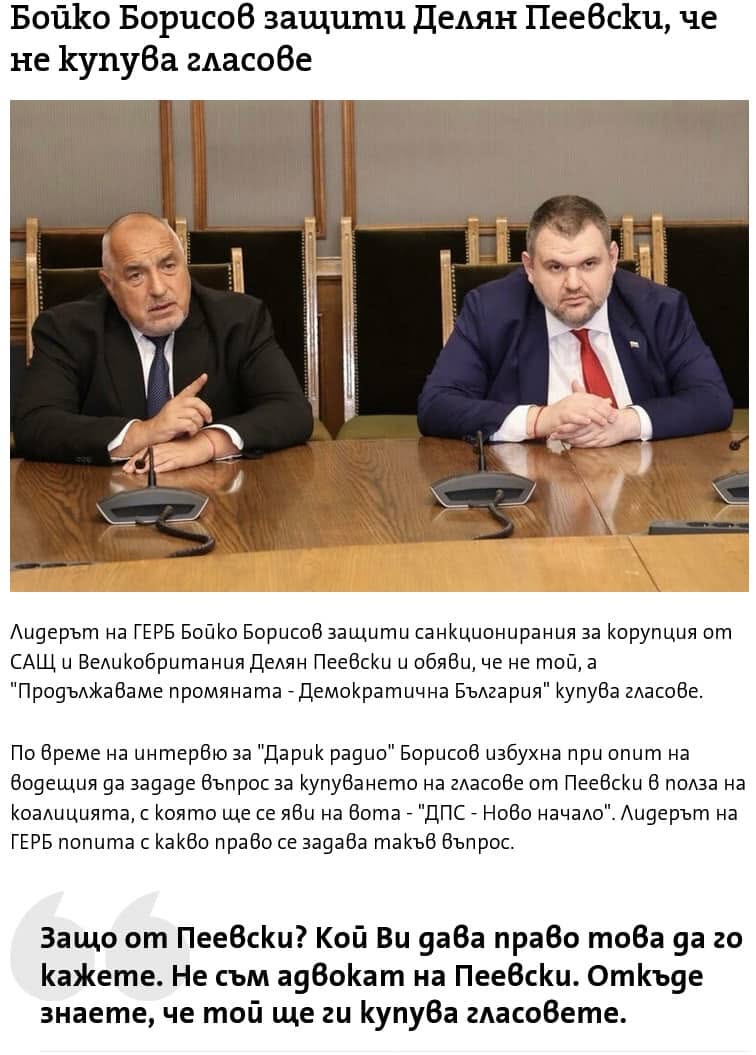 Бойко Борисов защити Делян Пеевски, че
не купува гласове
Лидерът на ГЕРБ Бойко Борисов защити санкционирания за корупция от
САЩ и Великобритания Делян Пеевски и обяви, че не той, а
"Продължаваме промяната - Демократична България" купува гласове.
По време на интервю за "Дарик радио" Борисов избухна при опит на
водещия да зададе въпрос за купуването на гласове от Пеевски в полза на
коалицията, с която ще се яви на вота - "ДПС - Ново начало". Лидерът на
ГЕРБ попита с какво право се задава такъв въпрос.
Защо от Пеевски? Кой Ви дава право това да го
кажете. Не съм адвокат на Пеевски. Откъде
знаете, че той ще ги купува гласовете.